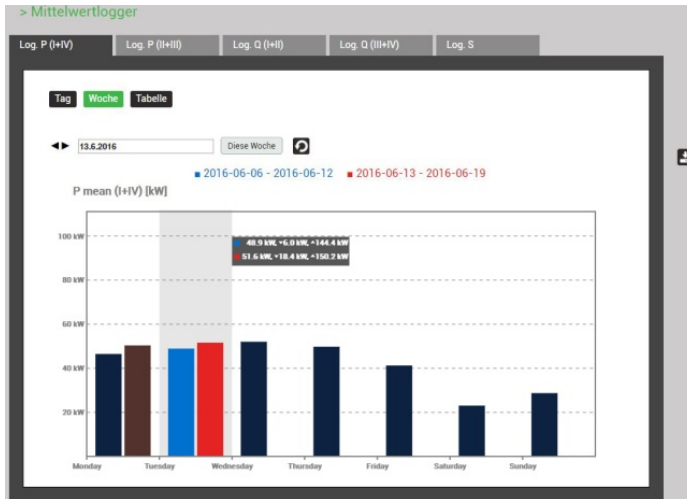 > Mittelwertlogger
Log. P (I+IV) Log. P (II+III) Log. Q (I+II) Log. Q (III+IV) Log. S
Tag Woche Tabelle
13.6.2016 Diese Woche
2016-06-06 - 2016-06-12 2016-06-13 - 2016-06-19
P mean (I+IV) [kW]
100 kW
48.9 kW, ˅6.0 kW, ˄144.4 kW
51.6 kW, ˅18.4 kW, ˄150.2 kW
80 kW
60 kW
40 kW
20 kW
Monday Tuesday Wednesday Thursday Friday Saturday Sunday